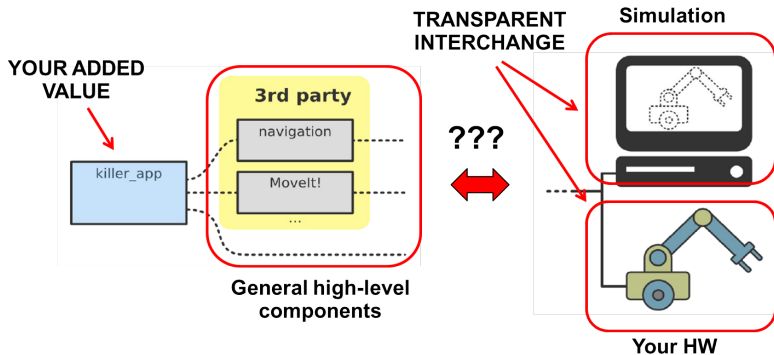 YOUR ADDED
VALUE
killer_app
3rd party
navigation
MoveIt!
...
General high-level
components
???
TRANSPARENT
INTERCHANGE
Simulation
Your HW